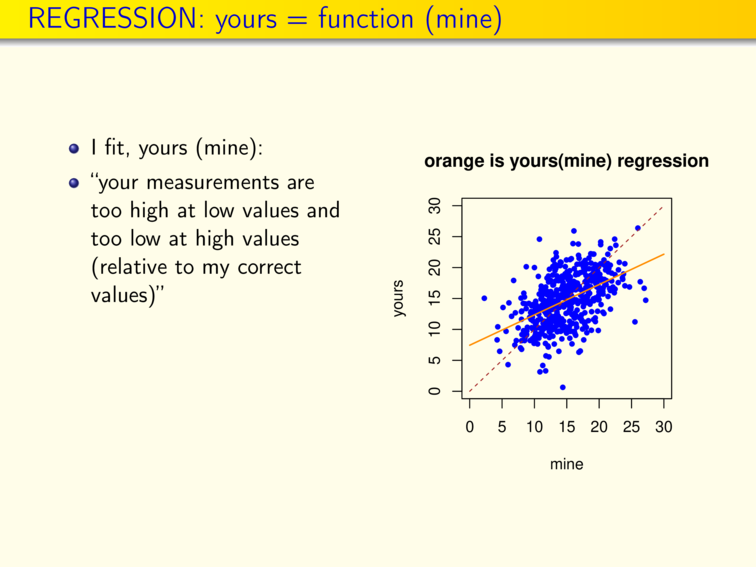 REGRESSION: yours = function (mine)
I fit, yours (mine):
“your measurements are
too high at low values and
too low at high values
(relative to my correct
values)”
orange is yours(mine) regression
30
25
20
15
10
5
0
yours
0 5 10 15 20 25 30
mine